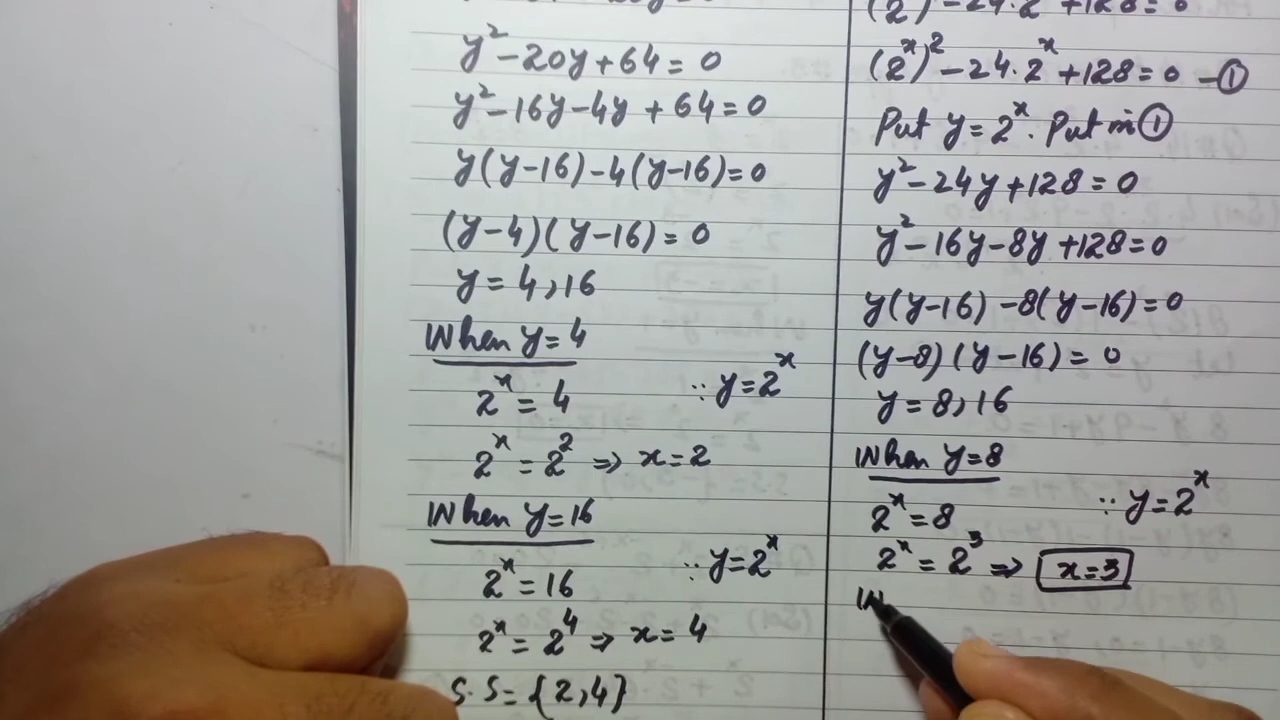 y²-20y+64=0
y²-16y-4y+64=0
y(y-16)-4(y-16)=0
(y-4)(y-16)=0
y=4,16
When y=4
2ˣ=4 ∵ y=2ˣ
2ˣ=2² ⇒ x=2
When y=16
2ˣ=16 ∵ y=2ˣ
2ˣ=2⁴ ⇒ x=4
S.S={2,4}
(2ˣ)²-24.2ˣ+128=0 -①
Put y=2ˣ. Put in ①
y²-24y+128=0
y²-16y-8y+128=0
y(y-16)-8(y-16)=0
(y-8)(y-16)=0
y=8,16
When y=8
2ˣ=8 ∵ y=2ˣ
2ˣ=2³ ⇒ x=3